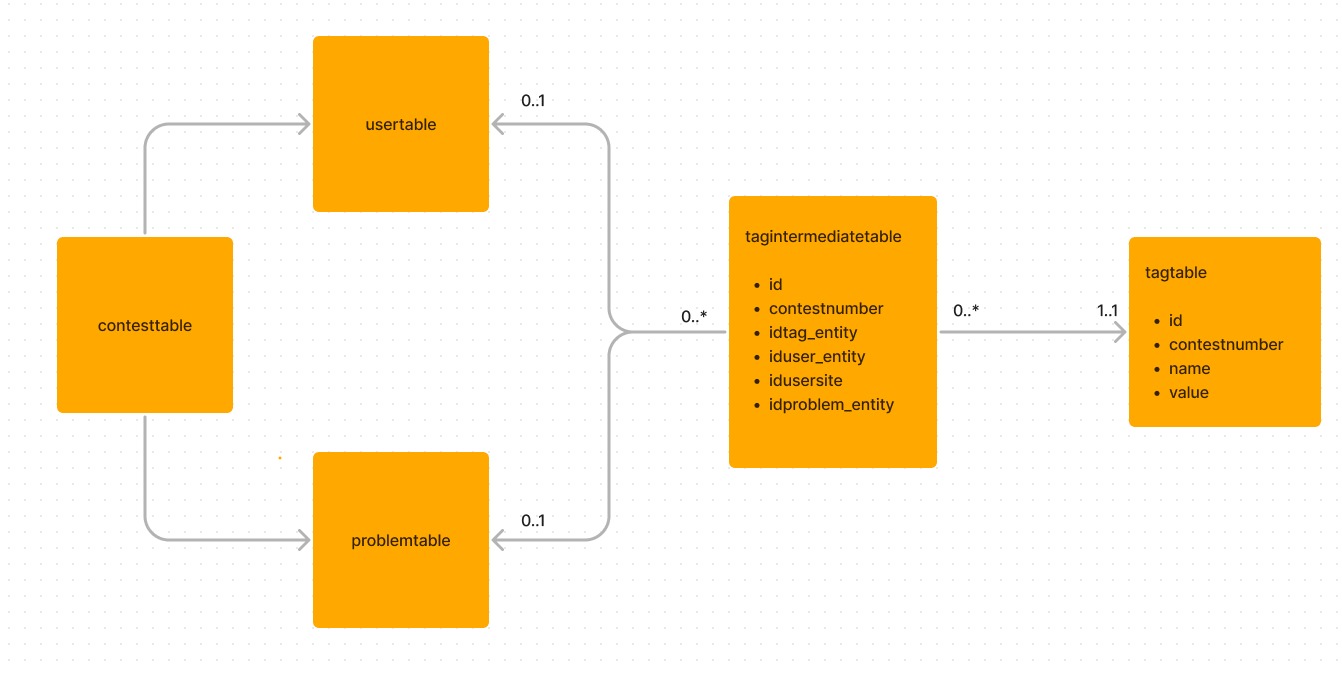 usertable
0..1
contesttable
problemtable
0..1
0..*
tagintermediatetable
• id
• contestnumber
• idtag_entity
• iduser_entity
• idusersite
• idproblem_entity
0..*
1..1
tagtable
• id
• contestnumber
• name
• value